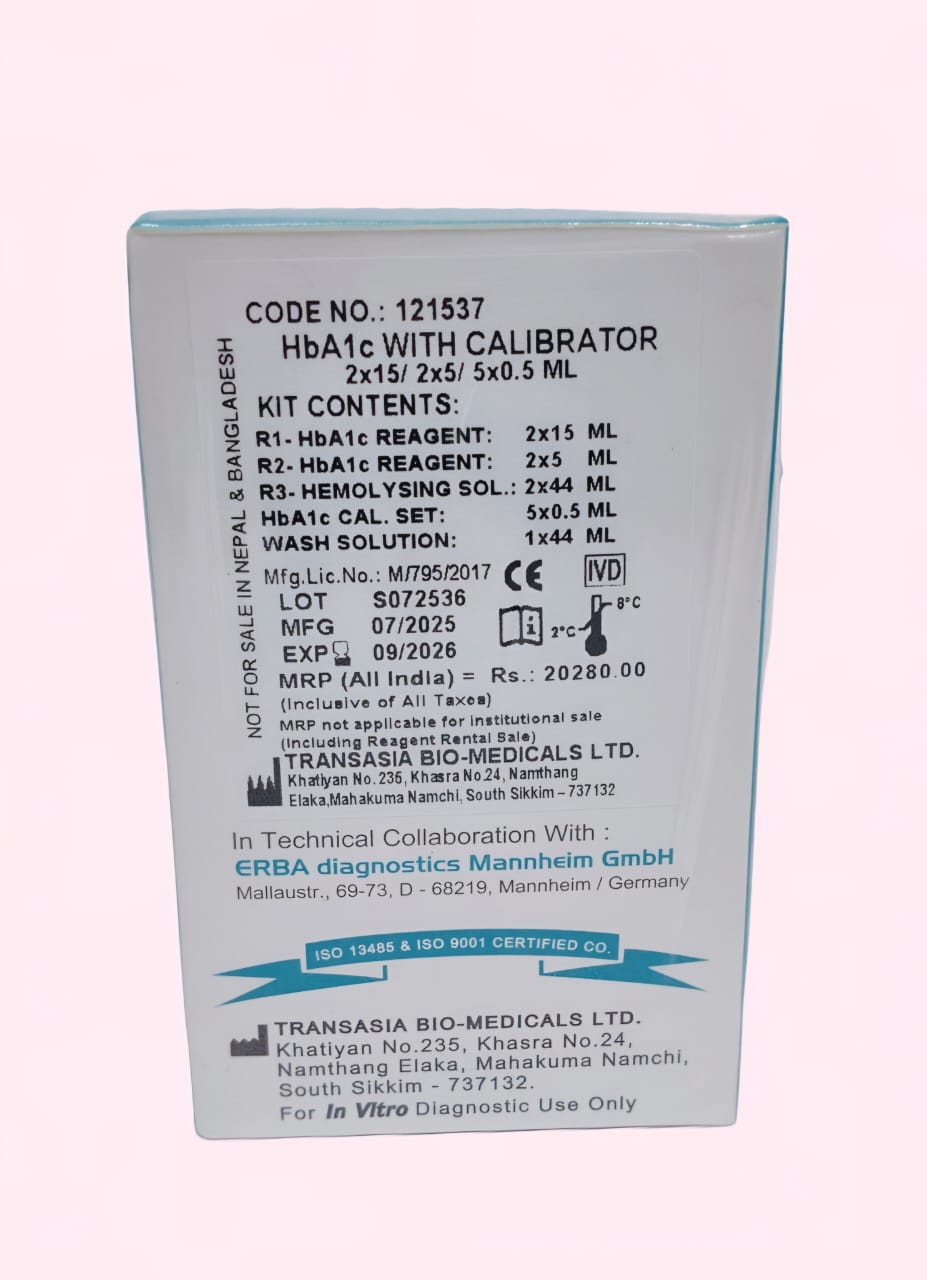 CODE NO.: 121537
HbA1c WITH CALIBRATOR
2x15/ 2x5/ 5x0.5 ML
KIT CONTENTS:
R1- HbA1c REAGENT: 2x15 ML
R2- HbA1c REAGENT: 2x5 ML
R3- HEMOLYSING SOL.: 2x44 ML
HbA1c CAL. SET: 5x0.5 ML
WASH SOLUTION: 1x44 ML
NOT FOR SALE IN NEPAL & BANGLADESH
Mfg.Lic.No.: M/795/2017 CE IVD
LOT S072536
8°C
MFG 07/2025
i 2°C
EXP 09/2026
MRP (All India) = Rs.: 20280.00
(Inclusive of All Taxes)
MRP not applicable for institutional sale
(Including Reagent Rental Sale)
TRANSASIA BIO-MEDICALS LTD.
Khatiyan No. 235, Khasra No.24, Namthang
Elaka,Mahakuma Namchi, South Sikkim – 737132
In Technical Collaboration With :
ERBA diagnostics Mannheim GmbH
Mallaustr., 69-73, D - 68219, Mannheim / Germany
ISO 13485 & ISO 9001 CERTIFIED CO.
TRANSASIA BIO-MEDICALS LTD.
Khatiyan No.235, Khasra No.24,
Namthang Elaka, Mahakuma Namchi,
South Sikkim - 737132.
For In Vitro Diagnostic Use Only